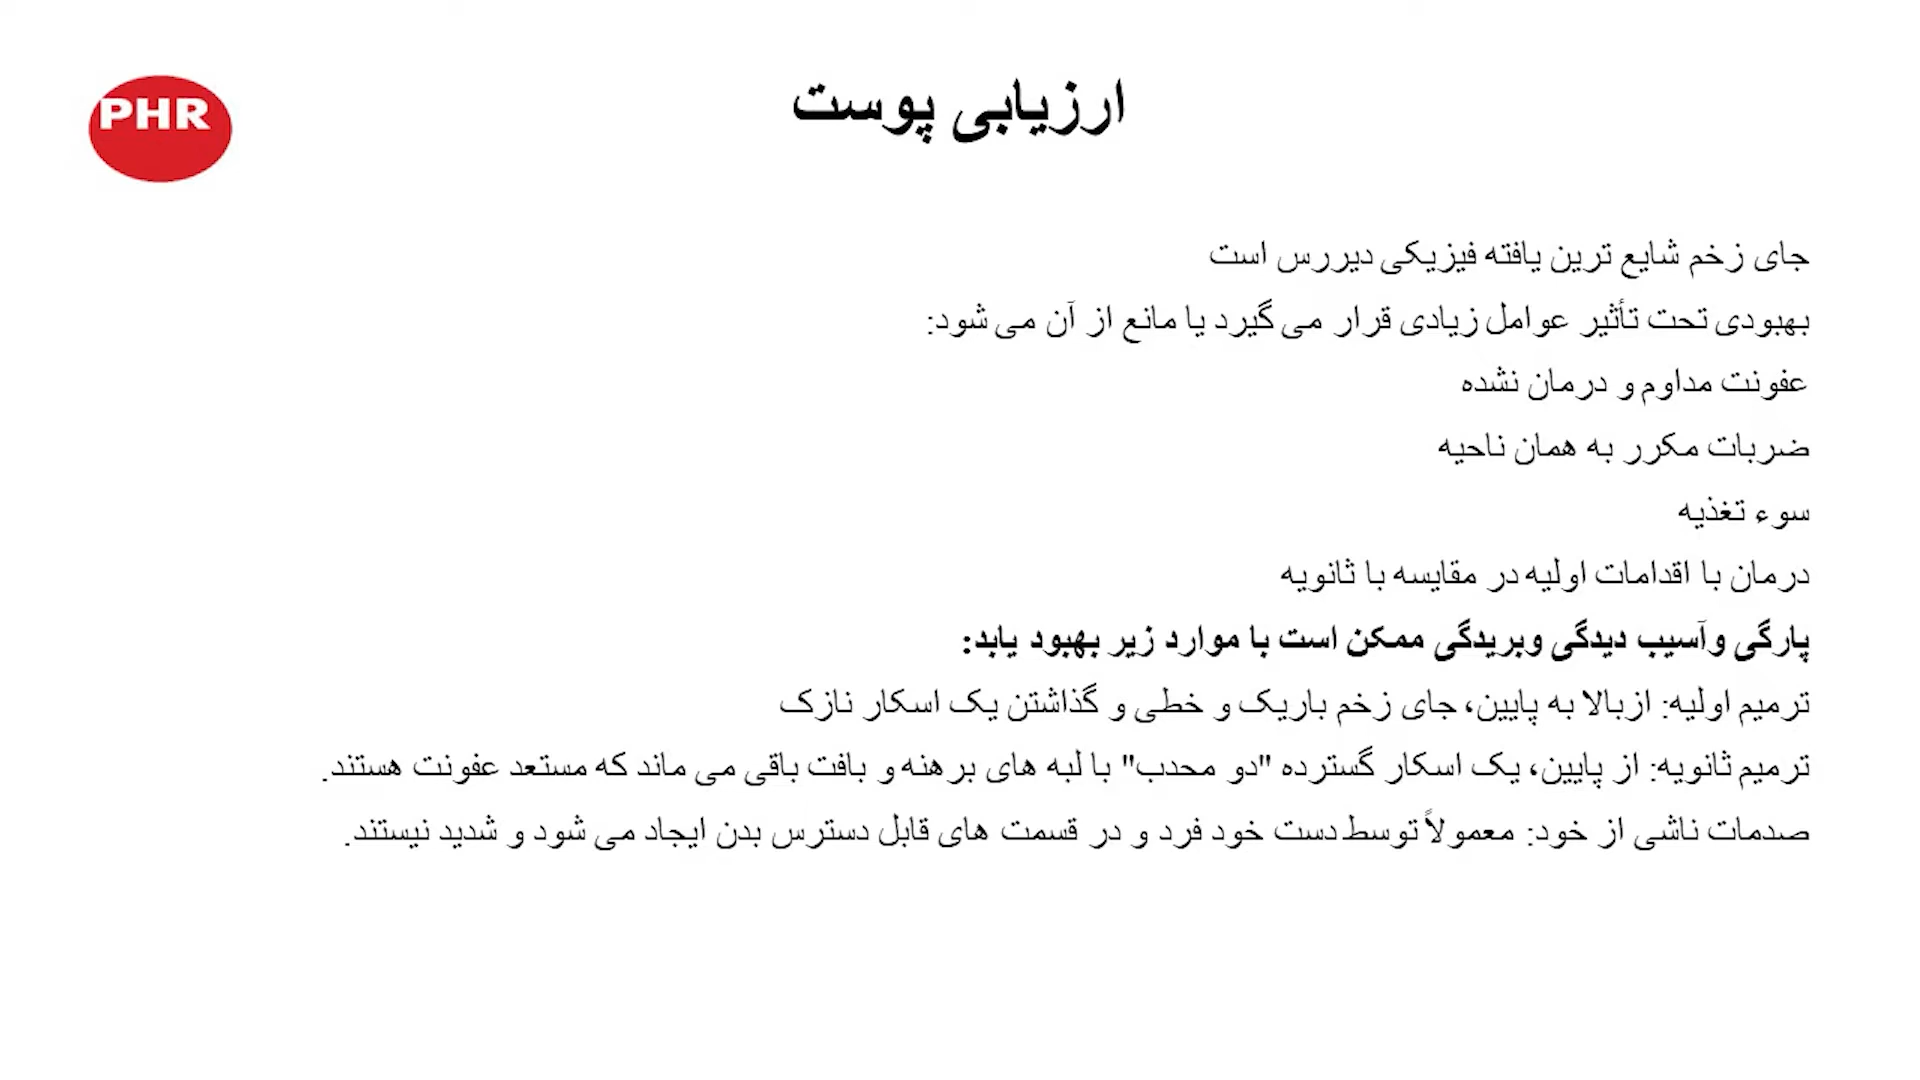 PHR
ارزیابی پوست
جای زخم شایع ترین یافته فیزیکی دیررس است
بهبودی تحت تأثیر عوامل زیادی قرار می گیرد یا مانع از آن می شود:
عفونت مداوم و درمان نشده
ضربات مکرر به همان ناحیه
سوء تغذیه
درمان با اقدامات اولیه در مقایسه با ثانویه
پارگی وآسیب دیدگی وبریدگی ممکن است با موارد زیر بهبود یابد:
ترمیم اولیه: ازبالا به پایین، جای زخم باریک و خطی و گذاشتن یک اسکار نازک
ترمیم ثانویه: از پایین، یک اسکار گسترده "دو محدب" با لبه های برهنه و بافت باقی می ماند که مستعد عفونت هستند.
صدمات ناشی از خود: معمولاً توسط دست خود فرد و در قسمت های قابل دسترس بدن ایجاد می شود و شدید نیستند.